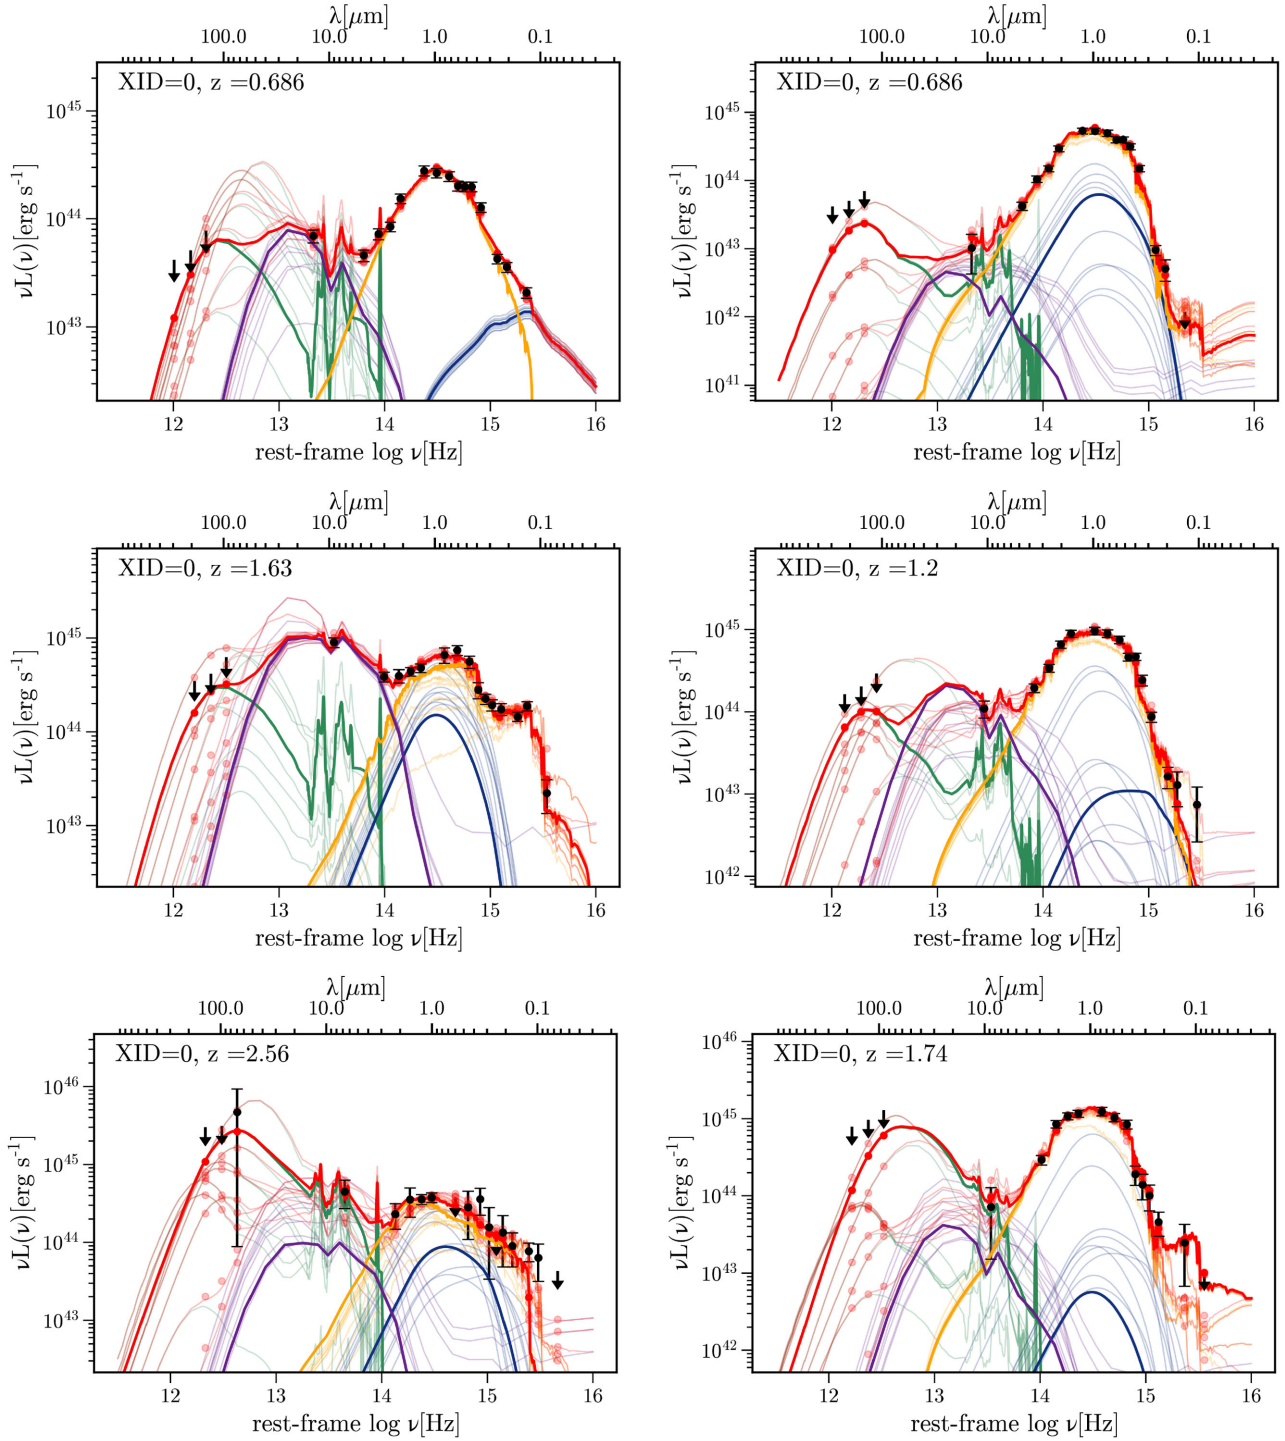 λ[μm] λ[μm]
100.0 10.0 1.0 0.1 100.0 10.0 1.0 0.1
XID=0, z =0.686 XID=0, z =0.686
10^45 10^45
10^44 10^44
10^43 10^43
10^42
10^41
νL(ν)[erg s^-1] νL(ν)[erg s^-1]
12 13 14 15 16 12 13 14 15 16
rest-frame log ν[Hz] rest-frame log ν[Hz]
λ[μm] λ[μm]
100.0 10.0 1.0 0.1 100.0 10.0 1.0 0.1
XID=0, z =1.63 XID=0, z =1.2
10^45 10^45
10^44 10^44
10^43 10^43
10^42
νL(ν)[erg s^-1] νL(ν)[erg s^-1]
12 13 14 15 16 12 13 14 15 16
rest-frame log ν[Hz] rest-frame log ν[Hz]
λ[μm] λ[μm]
100.0 10.0 1.0 0.1 100.0 10.0 1.0 0.1
XID=0, z =2.56 XID=0, z =1.74
10^46 10^46
10^45 10^45
10^44 10^44
10^43 10^43
10^42
νL(ν)[erg s^-1] νL(ν)[erg s^-1]
12 13 14 15 16 12 13 14 15 16
rest-frame log ν[Hz] rest-frame log ν[Hz]